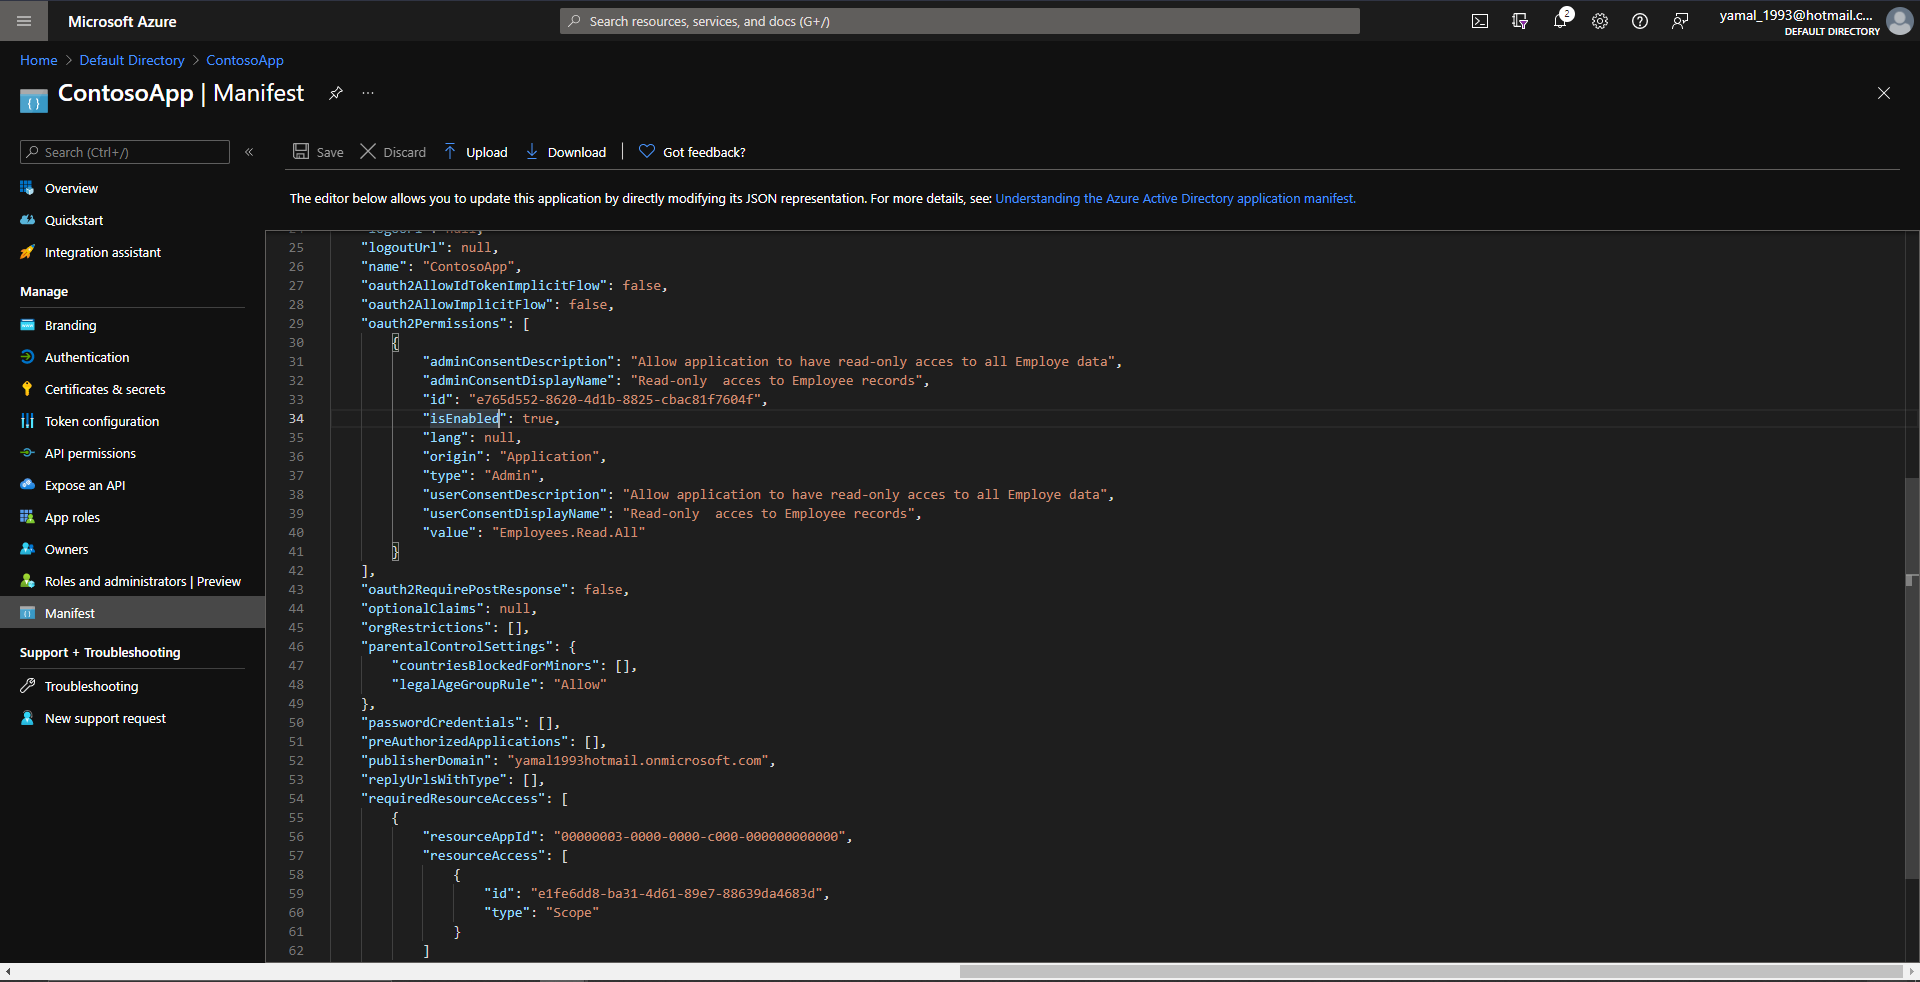 Microsoft Azure
Search resources, services, and docs (G+/)
2
yamal_1993@hotmail.c...
DEFAULT DIRECTORY
Home > Default Directory > ContosoApp
ContosoApp | Manifest
...
Search (Ctrl+/)
«
Save
Discard
Upload
Download
Got feedback?
Overview
Quickstart
Integration assistant
Manage
Branding
Authentication
Certificates & secrets
Token configuration
API permissions
Expose an API
App roles
Owners
Roles and administrators | Preview
Manifest
Support + Troubleshooting
Troubleshooting
New support request
The editor below allows you to update this application by directly modifying its JSON representation. For more details, see: Understanding the Azure Active Directory application manifest.
25 "logoutUrl": null,
26 "name": "ContosoApp",
27 "oauth2AllowIdTokenImplicitFlow": false,
28 "oauth2AllowImplicitFlow": false,
29 "oauth2Permissions": [
30 {
31 "adminConsentDescription": "Allow application to have read-only acces to all Employe data",
32 "adminConsentDisplayName": "Read-only  acces to Employee records",
33 "id": "e765d552-8620-4d1b-8825-cbac81f7604f",
34 "isEnabled": true,
35 "lang": null,
36 "origin": "Application",
37 "type": "Admin",
38 "userConsentDescription": "Allow application to have read-only acces to all Employe data",
39 "userConsentDisplayName": "Read-only  acces to Employee records",
40 "value": "Employees.Read.All"
41 }
42 ],
43 "oauth2RequirePostResponse": false,
44 "optionalClaims": null,
45 "orgRestrictions": [],
46 "parentalControlSettings": {
47 "countriesBlockedForMinors": [],
48 "legalAgeGroupRule": "Allow"
49 },
50 "passwordCredentials": [],
51 "preAuthorizedApplications": [],
52 "publisherDomain": "yamal1993hotmail.onmicrosoft.com",
53 "replyUrlsWithType": [],
54 "requiredResourceAccess": [
55 {
56 "resourceAppId": "00000003-0000-0000-c000-000000000000",
57 "resourceAccess": [
58 {
59 "id": "e1fe6dd8-ba31-4d61-89e7-88639da4683d",
60 "type": "Scope"
61 }
62 ]